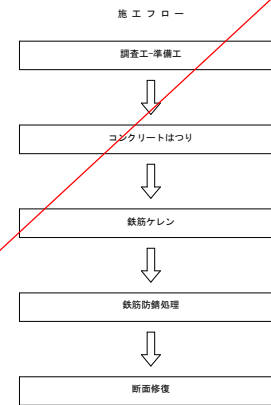 施工フロー
調査工-準備工
コンクリートはつり
鉄筋ケレン
鉄筋防錆処理
断面修復